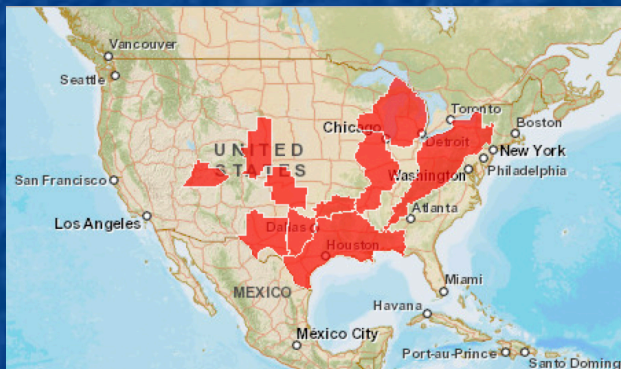 Vancouver
Seattle
Toronto
Boston
Chicago
Detroit
UNITED
STATES
New York
Philadelphia
Washington
San Francisco
Los Angeles
Atlanta
Dallas
Houston
MEXICO
Miami
Havana
México City
Port-au-Prince
Santo Domingo